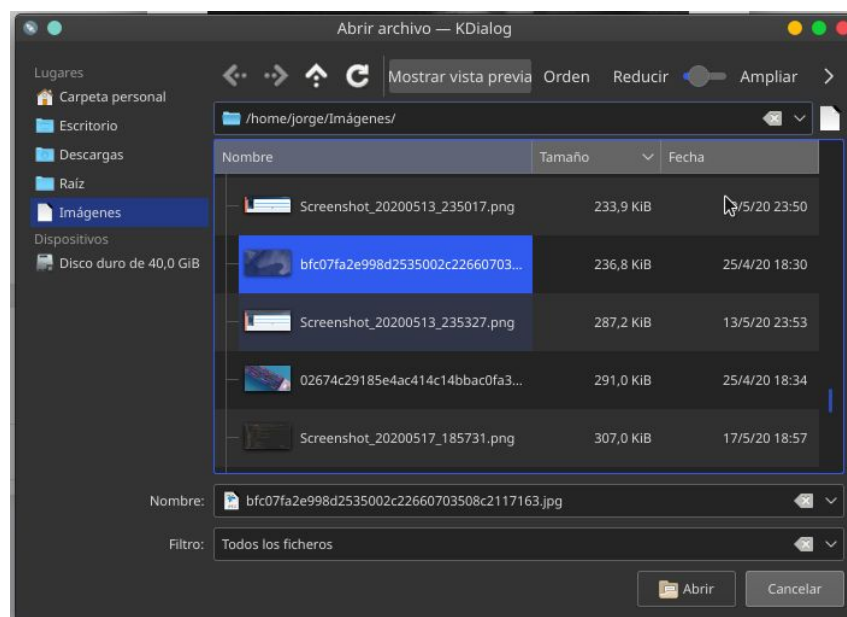 Abrir archivo — KDialog
Lugares
Carpeta personal
Escritorio
Descargas
Raíz
Imágenes
Dispositivos
Disco duro de 40,0 GiB
Mostrar vista previa Orden Reducir Ampliar
/home/jorge/Imágenes/
Nombre Tamaño Fecha
Screenshot_20200513_235017.png 233,9 KiB /5/20 23:50
bfc07fa2e998d2535002c22660703... 236,8 KiB 25/4/20 18:30
Screenshot_20200513_235327.png 287,2 KiB 13/5/20 23:53
02674c29185e4ac414c14bbac0fa3... 291,0 KiB 25/4/20 18:34
Screenshot_20200517_185731.png 307,0 KiB 17/5/20 18:57
Nombre: bfc07fa2e998d2535002c22660703508c2117163.jpg
Filtro: Todos los ficheros
Abrir Cancelar